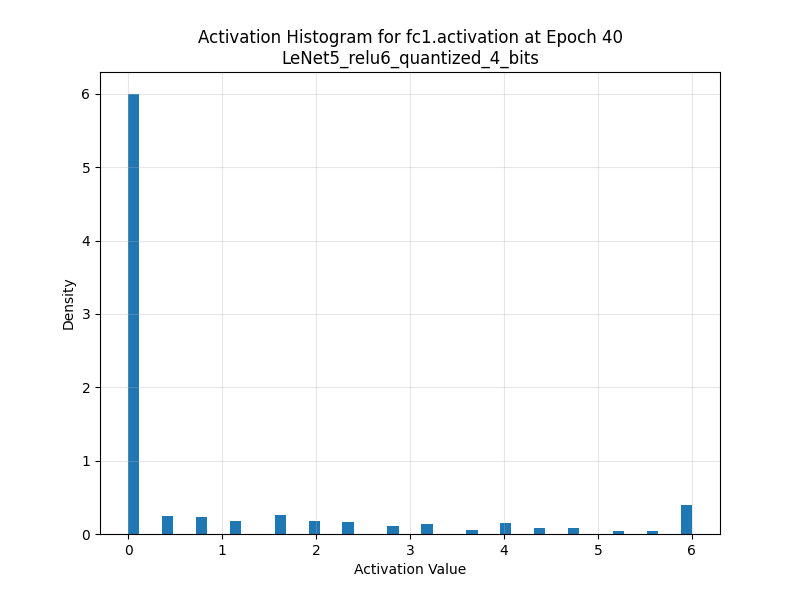 Activation Histogram for fc1.activation at Epoch 40
LeNet5_relu6_quantized_4_bits
6
5
4
3
2
1
0
Density
0 1 2 3 4 5 6
Activation Value